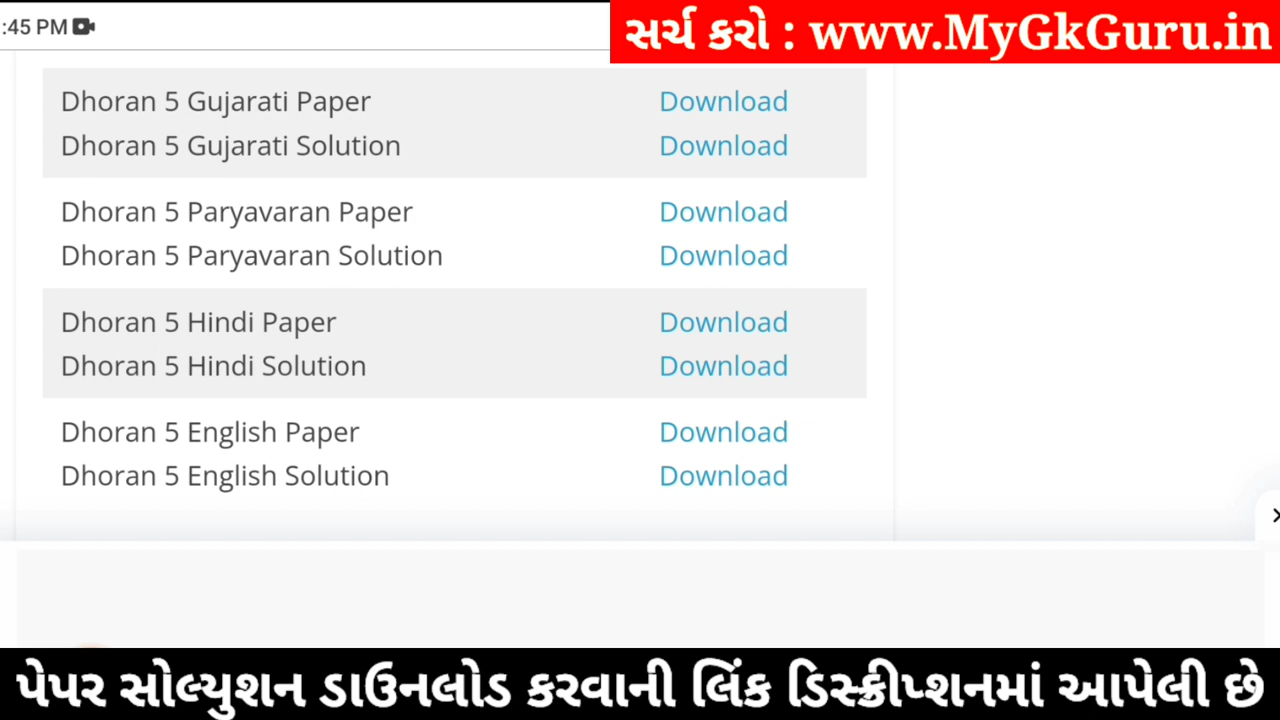 :45 PM
સર્ચ કરો : www.MyGkGuru.in
Dhoran 5 Gujarati Paper Download
Dhoran 5 Gujarati Solution Download
Dhoran 5 Paryavaran Paper Download
Dhoran 5 Paryavaran Solution Download
Dhoran 5 Hindi Paper Download
Dhoran 5 Hindi Solution Download
Dhoran 5 English Paper Download
Dhoran 5 English Solution Download
પેપર સોલ્યુશન ડાઉનલોડ કરવાની લિંક ડિસ્ક્રીપ્શનમાં આપેલી છે